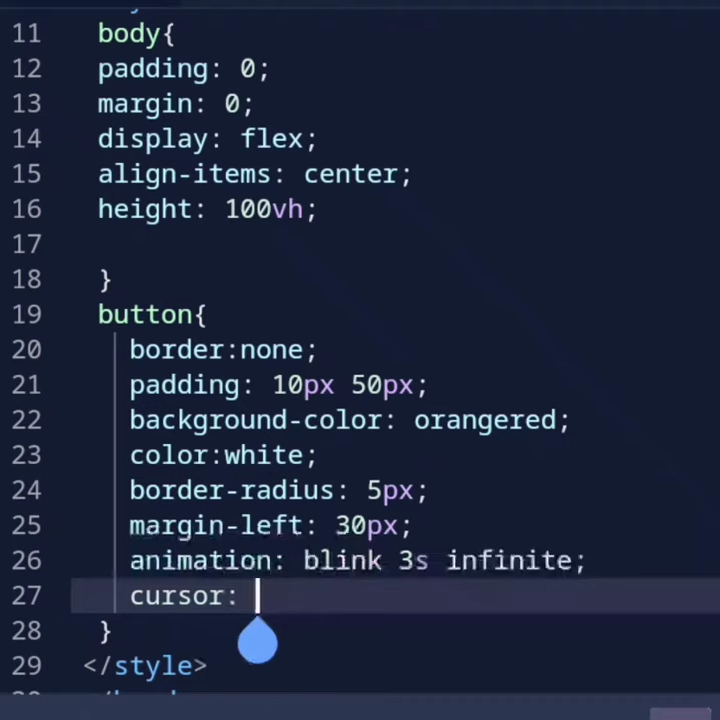 11 body{
12 padding: 0;
13 margin: 0;
14 display: flex;
15 align-items: center;
16 height: 100vh;
17
18 }
19 button{
20 border:none;
21 padding: 10px 50px;
22 background-color: orangered;
23 color:white;
24 border-radius: 5px;
25 margin-left: 30px;
26 animation: blink 3s infinite;
27 cursor:
28 }
29 </style>